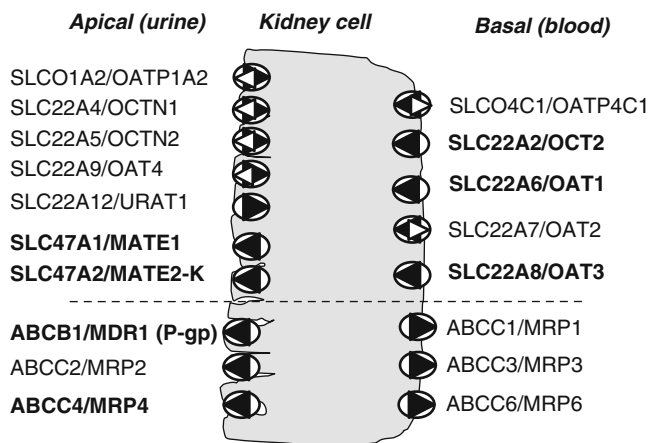 Apical (urine) Kidney cell Basal (blood)
SLCO1A2/OATP1A2
SLC22A4/OCTN1
SLC22A5/OCTN2
SLC22A9/OAT4
SLC22A12/URAT1
SLC47A1/MATE1
SLC47A2/MATE2-K
ABCB1/MDR1 (P-gp)
ABCC2/MRP2
ABCC4/MRP4
SLCO4C1/OATP4C1
SLC22A2/OCT2
SLC22A6/OAT1
SLC22A7/OAT2
SLC22A8/OAT3
ABCC1/MRP1
ABCC3/MRP3
ABCC6/MRP6